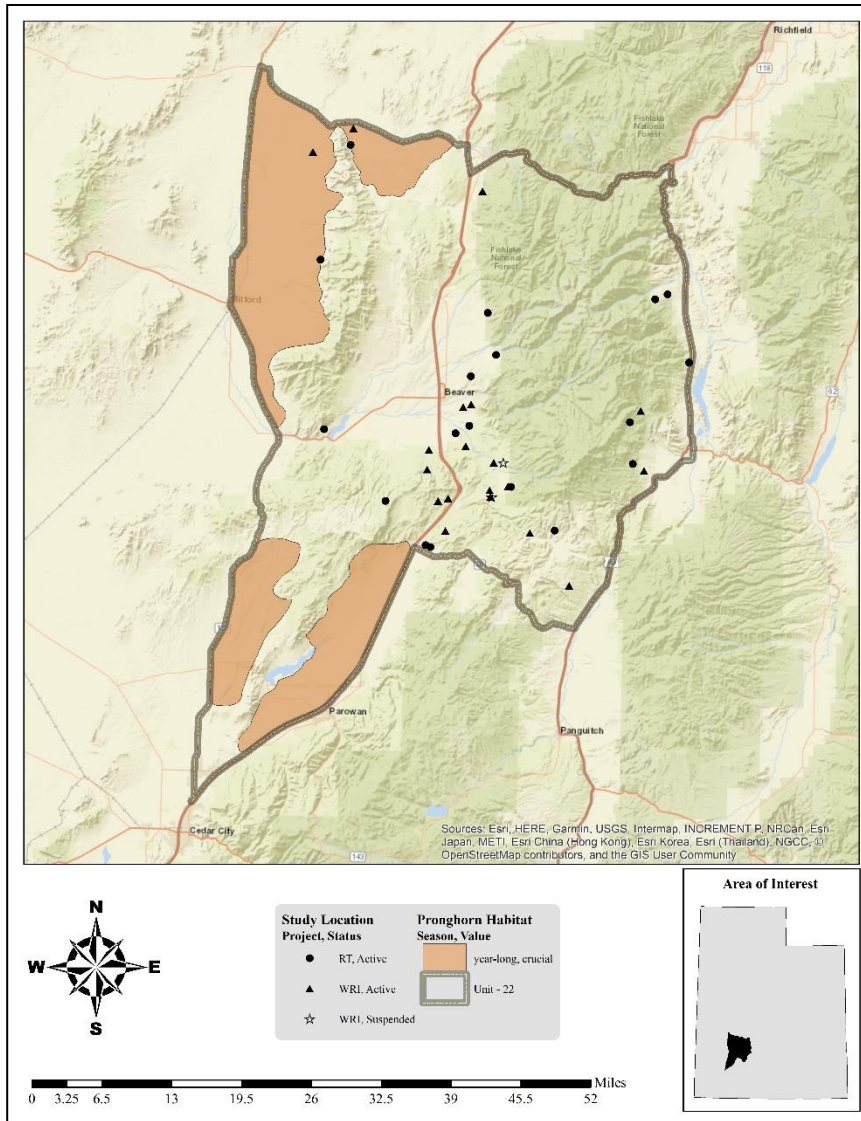 Richfield
118
Fishlake
National
Forest
Fishlake
National
Forest
Milford
Beaver
62
Parowan
Panguitch
Cedar City
143
Sources: Esri, HERE, Garmin, USGS, Intermap, INCREMENT P, NRCan, Esri
Japan, METI, Esri China (Hong Kong), Esri Korea, Esri (Thailand), NGCC, ©
OpenStreetMap contributors, and the GIS User Community
N
W E
S
Study Location
Project, Status
RT, Active
WRI, Active
WRI, Suspended
Pronghorn Habitat
Season, Value
year-long, crucial
Unit - 22
Area of Interest
Miles
0 3.25 6.5 13 19.5 26 32.5 39 45.5 52